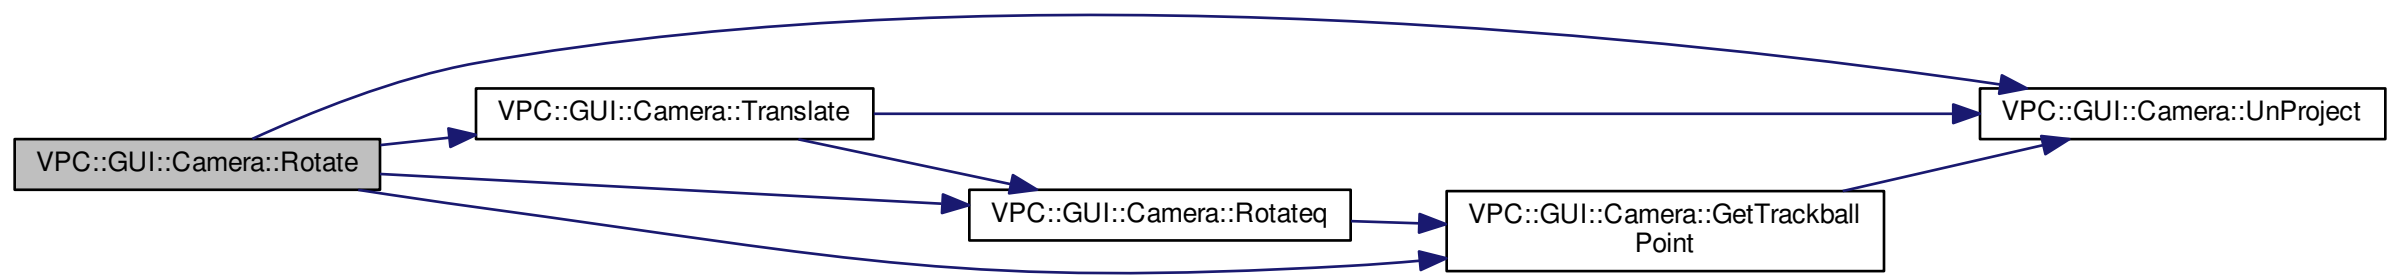 VPC::GUI::Camera::Rotate
VPC::GUI::Camera::Translate
VPC::GUI::Camera::Rotateq
VPC::GUI::Camera::GetTrackball
Point
VPC::GUI::Camera::UnProject